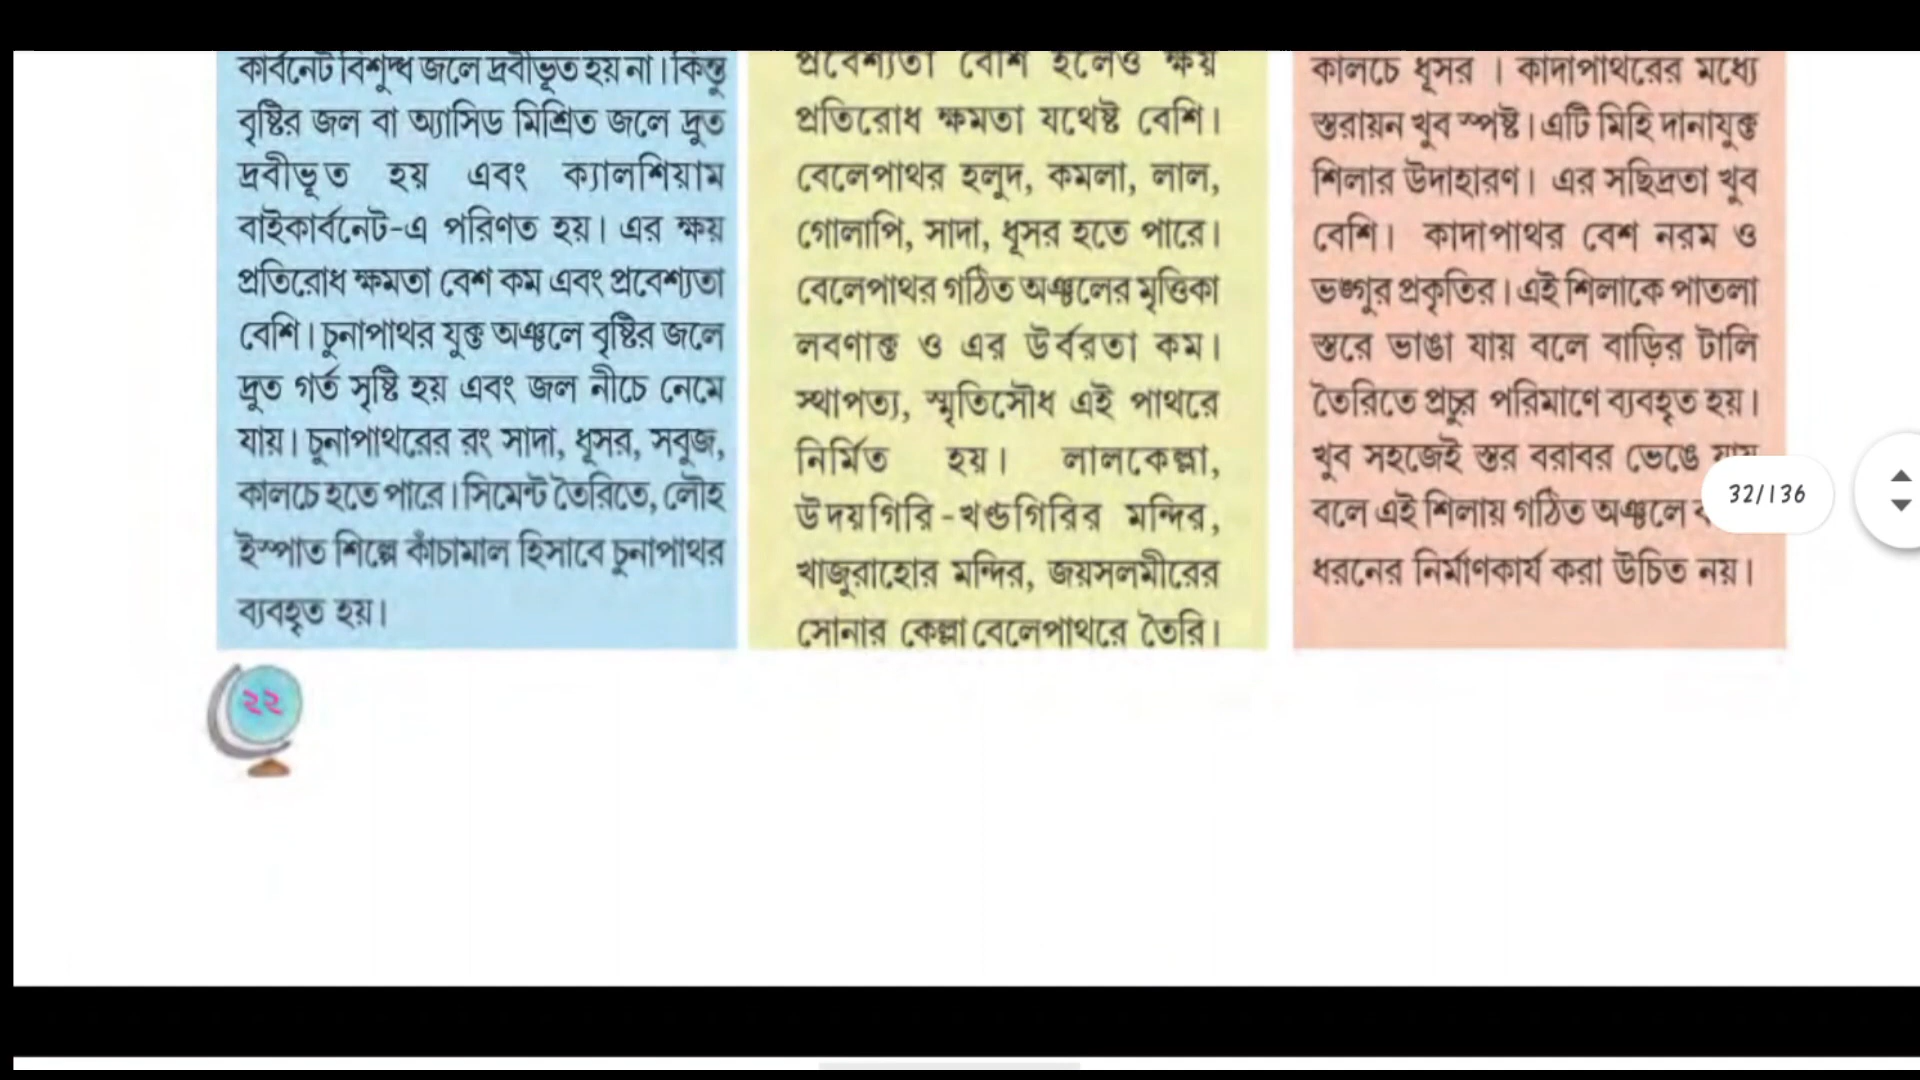 কার্বনেট বিশুদ্ধ জলে দ্রবীভূত হয় না। কিন্তু
বৃষ্টির জল বা অ্যাসিড মিশ্রিত জলে দ্রুত
দ্রবীভূত হয় এবং ক্যালশিয়াম
বাইকার্বনেট-এ পরিণত হয়। এর ক্ষয়
প্রতিরোধ ক্ষমতা বেশ কম এবং প্রবেশ্যতা
বেশি। চুনাপাথর যুক্ত অঞ্চলে বৃষ্টির জলে
দ্রুত গর্ত সৃষ্টি হয় এবং জল নীচে নেমে
যায়। চুনাপাথরের রং সাদা, ধূসর, সবুজ,
কালচে হতে পারে। সিমেন্ট তৈরিতে, লৌহ
ইস্পাত শিল্পে কাঁচামাল হিসাবে চুনাপাথর
ব্যবহৃত হয়।
প্রবেশ্যতা বেশি হলেও ক্ষয়
প্রতিরোধ ক্ষমতা যথেষ্ট বেশি।
বেলেপাথর হলুদ, কমলা, লাল,
গোলাপি, সাদা, ধূসর হতে পারে।
বেলেপাথর গঠিত অঞ্চলের মৃত্তিকা
লবণাক্ত ও এর উর্বরতা কম।
স্থাপত্য, স্মৃতিসৌধ এই পাথরে
নির্মিত হয়। লালকেল্লা,
উদয়গিরি-খণ্ডগিরির মন্দির,
খাজুরাহোর মন্দির, জয়সলমীরের
সোনার কেল্লা বেলেপাথরে তৈরি।
কালচে ধূসর । কাদাপাথরের মধ্যে
স্তরায়ন খুব স্পষ্ট। এটি মিহি দানাযুক্ত
শিলার উদাহারণ। এর সছিদ্রতা খুব
বেশি। কাদাপাথর বেশ নরম ও
ভঙ্গুর প্রকৃতির। এই শিলাকে পাতলা
স্তরে ভাঙা যায় বলে বাড়ির টালি
তৈরিতে প্রচুর পরিমাণে ব্যবহৃত হয়।
খুব সহজেই স্তর বরাবর ভেঙে যায়
বলে এই শিলায় গঠিত অঞ্চলে
ধরনের নির্মাণকার্য করা উচিত নয়।
32/136
২২